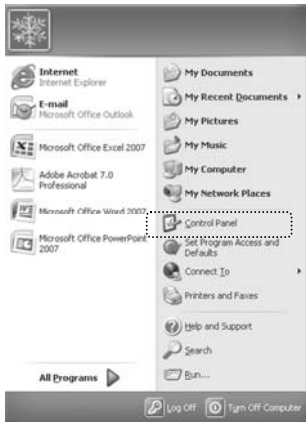 Internet
Internet Explorer
E-mail
Microsoft Office Outlook
Microsoft Office Excel 2007
Adobe Acrobat 7.0
Professional
Microsoft Office Word 2007
Microsoft Office PowerPoint
2007
All Programs
My Documents
My Recent Documents
My Pictures
My Music
My Computer
My Network Places
Control Panel
Set Program Access and
Defaults
Connect To
Printers and Faxes
Help and Support
Search
Run...
Log Off
Turn Off Computer